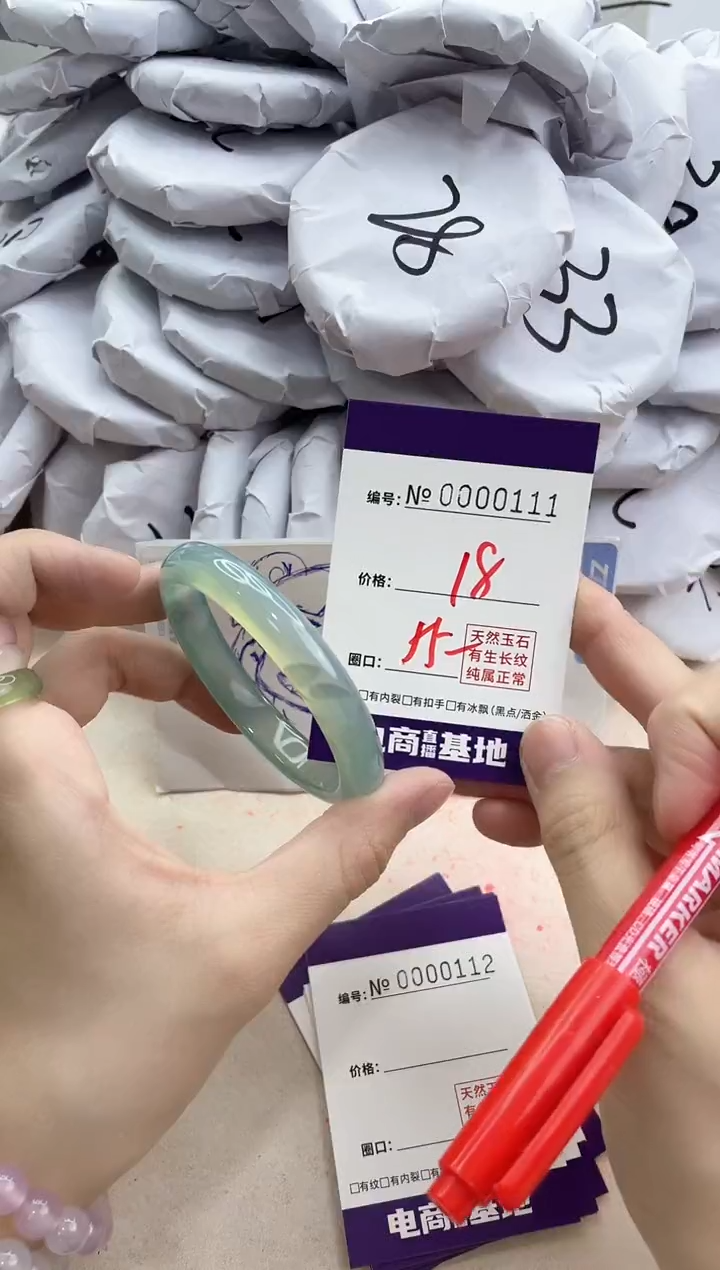 28
33
编号: № 0000111
价格: 18
圈口:
天然玉石
有生长纹
纯属正常
□有内裂□有扣手□有冰飘(黑点/洒金)
电商直播基地
MARKER
编号: № 0000112
价格:
天然玉
有
圈口:
□有纹□有内裂□有
电商 基地